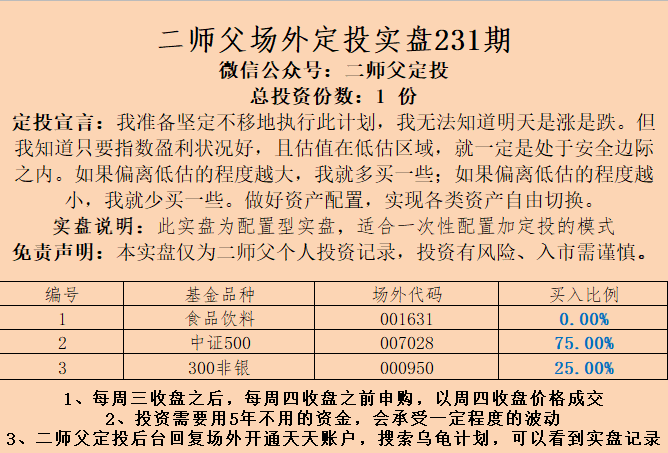 二师父场外定投实盘231期
微信公众号：二师父定投
总投资份数：1 份
定投宣言：我准备坚定不移地执行此计划，我无法知道明天是涨是跌。但
我知道只要指数盈利状况好，且估值在低估区域，就一定是处于安全边际
之内。如果偏离低估的程度越大，我就多买一些；如果偏离低估的程度越
小，我就少买一些。做好资产配置，实现各类资产自由切换。
实盘说明：此实盘为配置型实盘，适合一次性配置加定投的模式
免责声明：本实盘仅为二师父个人投资记录，投资有风险、入市需谨慎。
编号 基金品种 场外代码 买入比例
1 食品饮料 001631 0.00%
2 中证500 007028 75.00%
3 300非银 000950 25.00%
1、每周三收盘之后，每周四收盘之前申购，以周四收盘价格成交
2、投资需要用5年不用的资金，会承受一定程度的波动
3、二师父定投后台回复场外开通天天账户，搜索乌龟计划，可以看到实盘记录